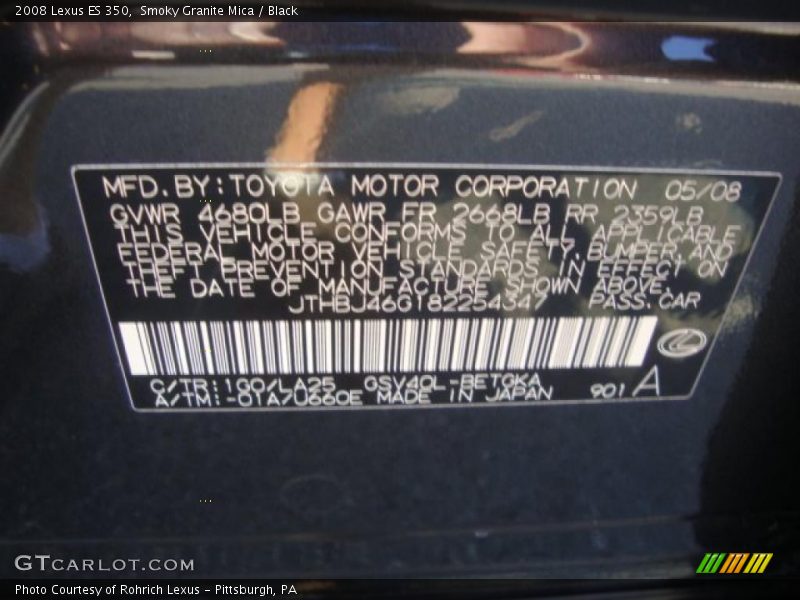 2008 Lexus ES 350, Smoky Granite Mica / Black
MFD. BY: TOYOTA MOTOR CORPORATION 05/08
GVWR 4680LB GAWR FR 2668LB RR 2359LB
THIS VEHICLE CONFORMS TO ALL APPLICABLE
FEDERAL MOTOR VEHICLE SAFETY, BUMPER, AND
THEFT PREVENTION STANDARDS IN EFFECT ON
THE DATE OF MANUFACTURE SHOWN ABOVE.
JTHBJ46G182254347 PASS. CAR
C/TR: 1G0/LA25 GSV40L-BETGKA
A/TM: -01A/U660E MADE IN JAPAN 901 A
GTCARLOT.COM
Photo Courtesy of Rohrich Lexus - Pittsburgh, PA